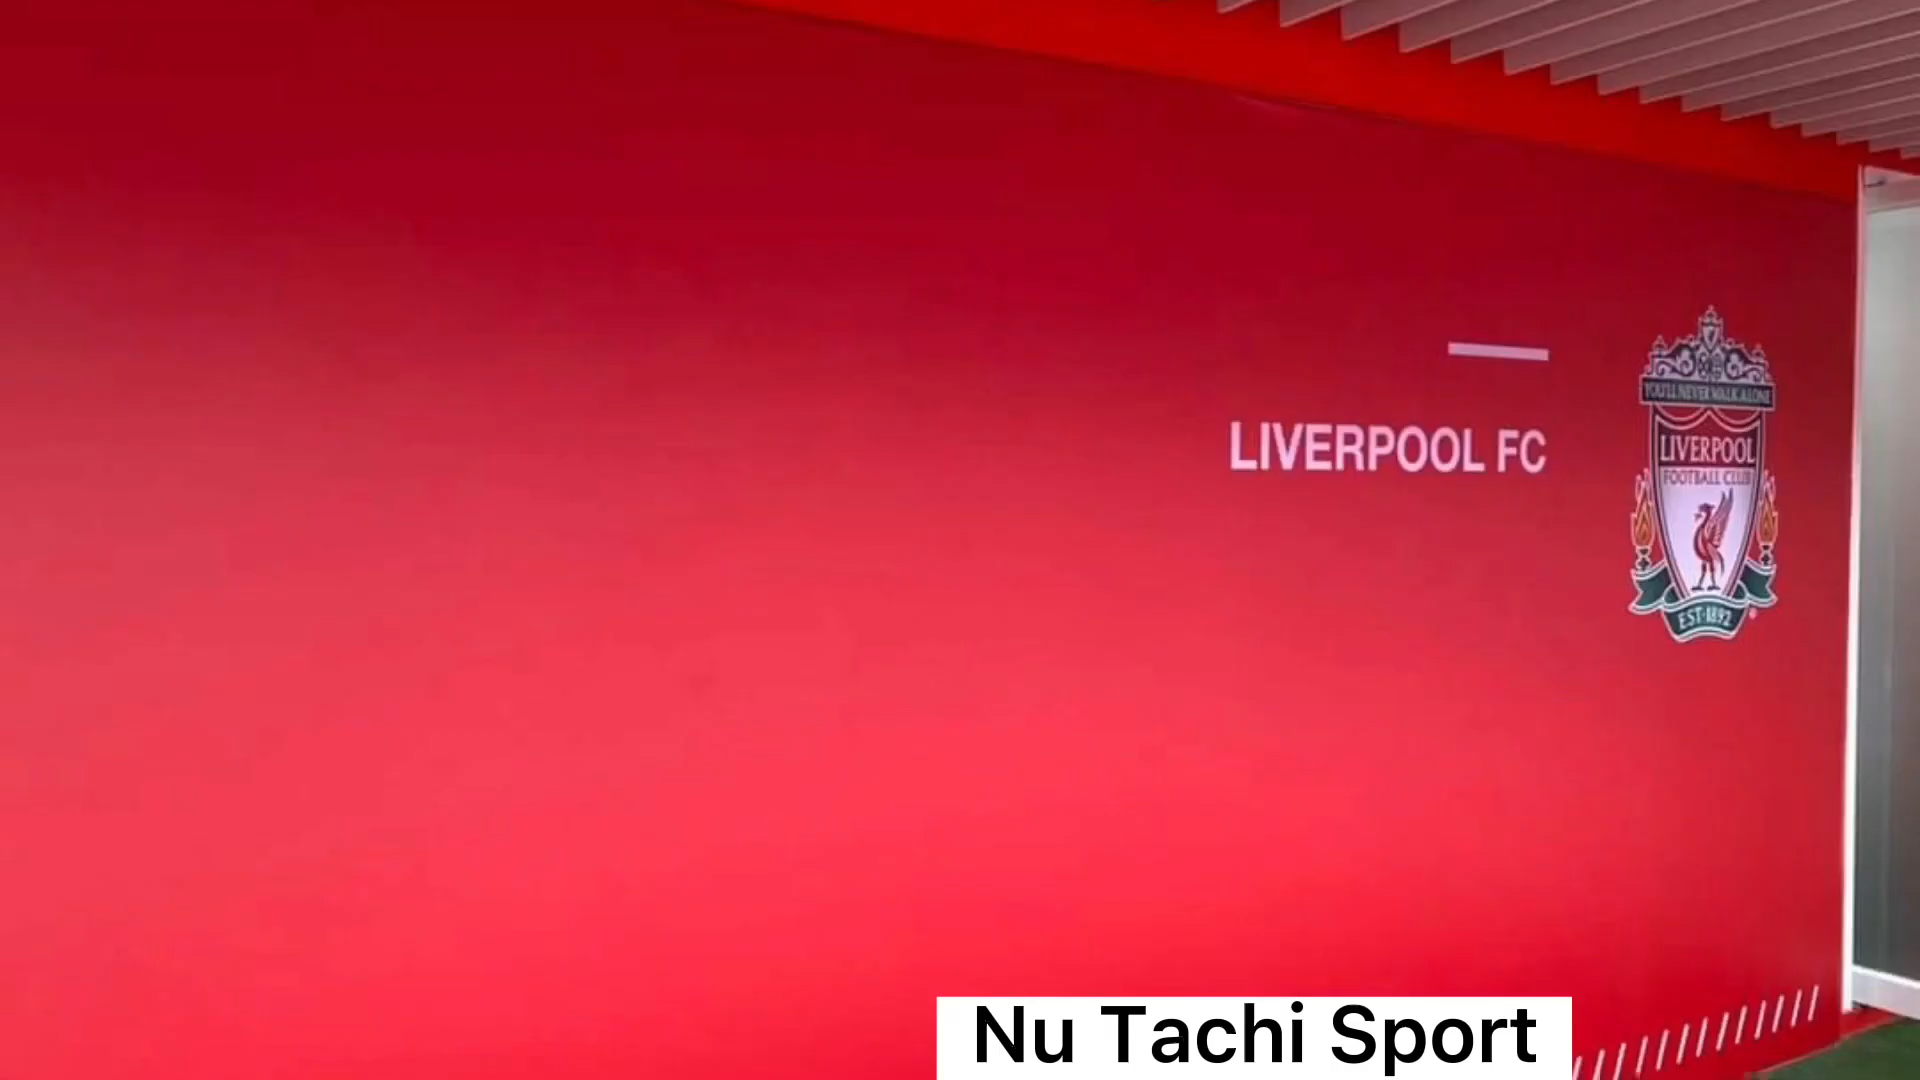 LIVERPOOL FC
YOU'LL NEVER WALK ALONE
LIVERPOOL
FOOTBALL CLUB
EST·1892
Nu Tachi Sport